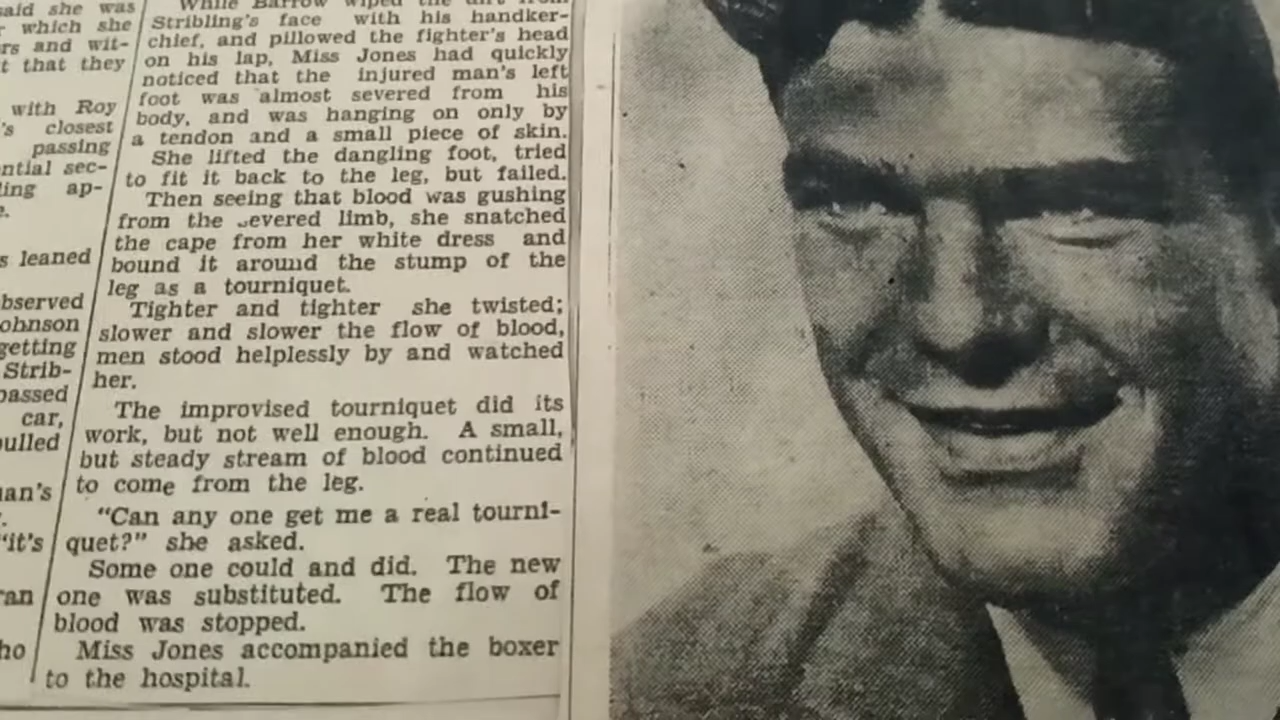 said she was
which she
rs and wit-
t that they
with Roy
's closest
passing
ntial sec-
ling ap-
e.
s leaned
bserved
ohnson
getting
Strib-
passed
car,
pulled
an's
"it's
ran
ho
While Barrow wiped the dirt from
Stribling's face with his handker-
chief, and pillowed the fighter's head
on his lap, Miss Jones had quickly
noticed that the injured man's left
foot was almost severed from his
body, and was hanging on only by
a tendon and a small piece of skin.
She lifted the dangling foot, tried
to fit it back to the leg, but failed.
Then seeing that blood was gushing
from the severed limb, she snatched
the cape from her white dress and
bound it around the stump of the
leg as a tourniquet.
Tighter and tighter she twisted;
slower and slower the flow of blood,
men stood helplessly by and watched
her.
The improvised tourniquet did its
work, but not well enough. A small,
but steady stream of blood continued
to come from the leg.
"Can any one get me a real tourni-
quet?" she asked.
Some one could and did. The new
one was substituted. The flow of
blood was stopped.
Miss Jones accompanied the boxer
to the hospital.